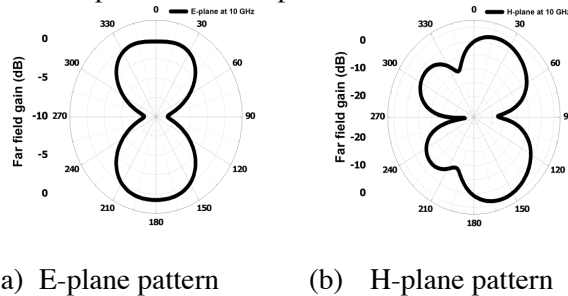 0 E-plane at 10 GHz
330 30
0
300 60
-5
-10 270 90
-5
240 120
0
210 150
180
Far field gain (dB)
0 H-plane at 10 GHz
330 30
0
-10 300 60
-20
270
-20
-10 240 120
0
210 150
180
Far field gain (dB)
a) E-plane pattern
(b) H-plane pattern